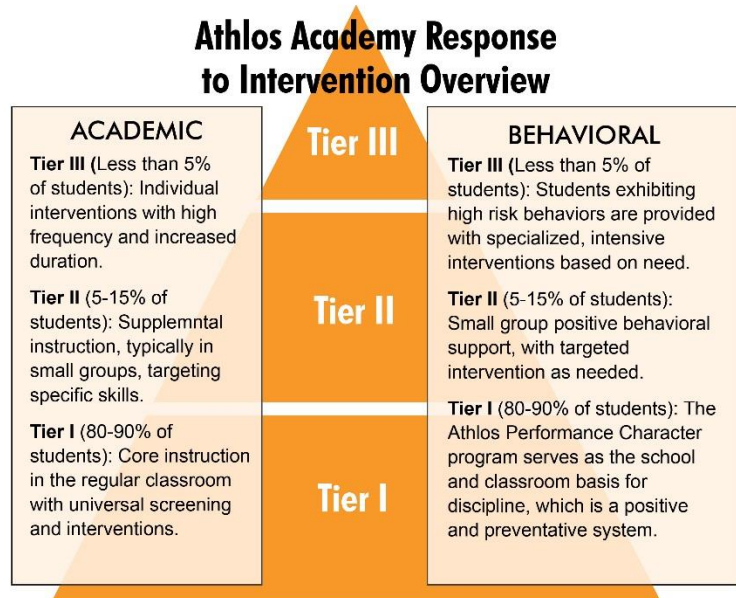 Athlos Academy Response
to Intervention Overview
ACADEMIC
Tier III (Less than 5%
of students): Individual
interventions with high
frequency and increased
duration.
Tier II (5-15% of
students): Supplemntal
instruction, typically in
small groups, targeting
specific skills.
Tier I (80-90% of
students): Core instruction
in the regular classroom
with universal screening
and interventions.
Tier III
Tier II
Tier I
BEHAVIORAL
Tier III (Less than 5% of
students): Students exhibiting
high risk behaviors are provided
with specialized, intensive
interventions based on need.
Tier II (5-15% of students):
Small group positive behavioral
support, with targeted
intervention as needed.
Tier I (80-90% of students): The
Athlos Performance Character
program serves as the school
and classroom basis for
discipline, which is a positive
and preventative system.